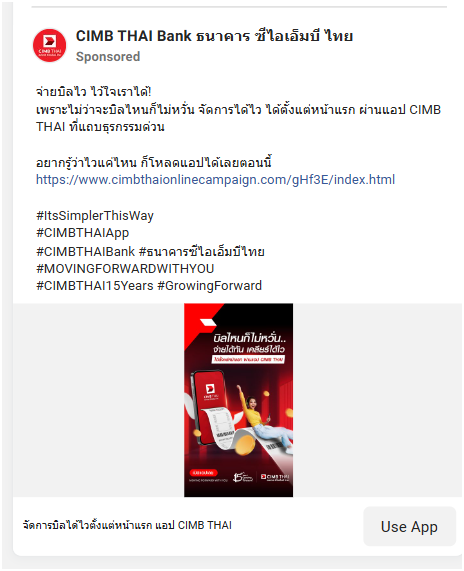 CIMB THAI Bank ธนาคาร ซีไอเอ็มบี ไทย
Sponsored
จ่ายบิลไว ไว้ใจเราได้!
เพราะไม่ว่าจะบิลไหนก็ไม่หวั่น จัดการได้ไว ได้ตั้งแต่หน้าแรก ผ่านแอป CIMB
THAI ที่แถบธุรกรรมด่วน
อยากรู้ว่าไวแค่ไหน ก็โหลดแอปได้เลยตอนนี้
https://www.cimbthaionlinecampaign.com/gHf3E/index.html
#ItsSimplerThisWay
#CIMBTHAIApp
#CIMBTHAIBank #ธนาคารซีไอเอ็มบีไทย
#MOVINGFORWARDWITHYOU
#CIMBTHAI15Years #GrowingForward
บิลไหนก็ไม่หวั่น..
จ่ายได้ทัน เคลียร์ได้ไว
ได้ตั้งแต่หน้าแรก ผ่านแอป CIMB THAI
CIMB THAI
CIMB THAI
จัดการบิลได้ไวตั้งแต่หน้าแรก แอป CIMB THAI
Use App